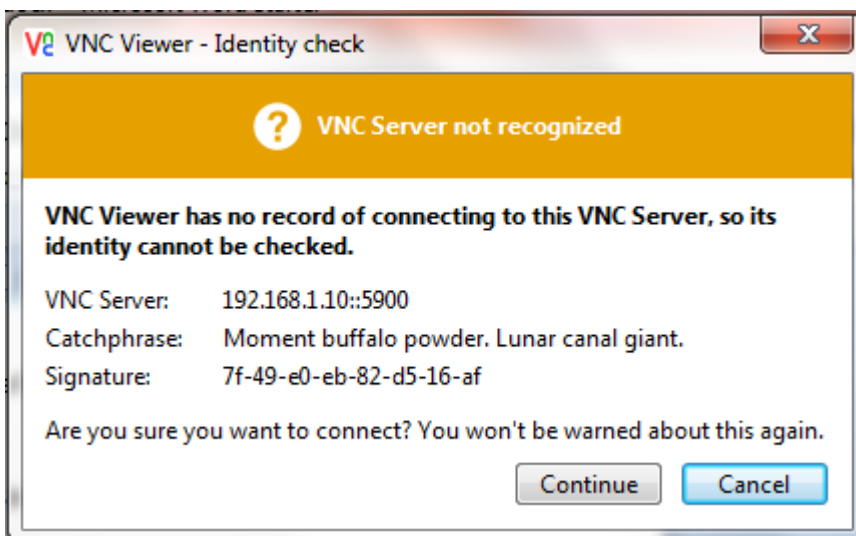 VNC Viewer - Identity check
VNC Server not recognized
VNC Viewer has no record of connecting to this VNC Server, so its
identity cannot be checked.
VNC Server: 192.168.1.10::5900
Catchphrase: Moment buffalo powder. Lunar canal giant.
Signature: 7f-49-e0-eb-82-d5-16-af
Are you sure you want to connect? You won't be warned about this again.
Continue Cancel